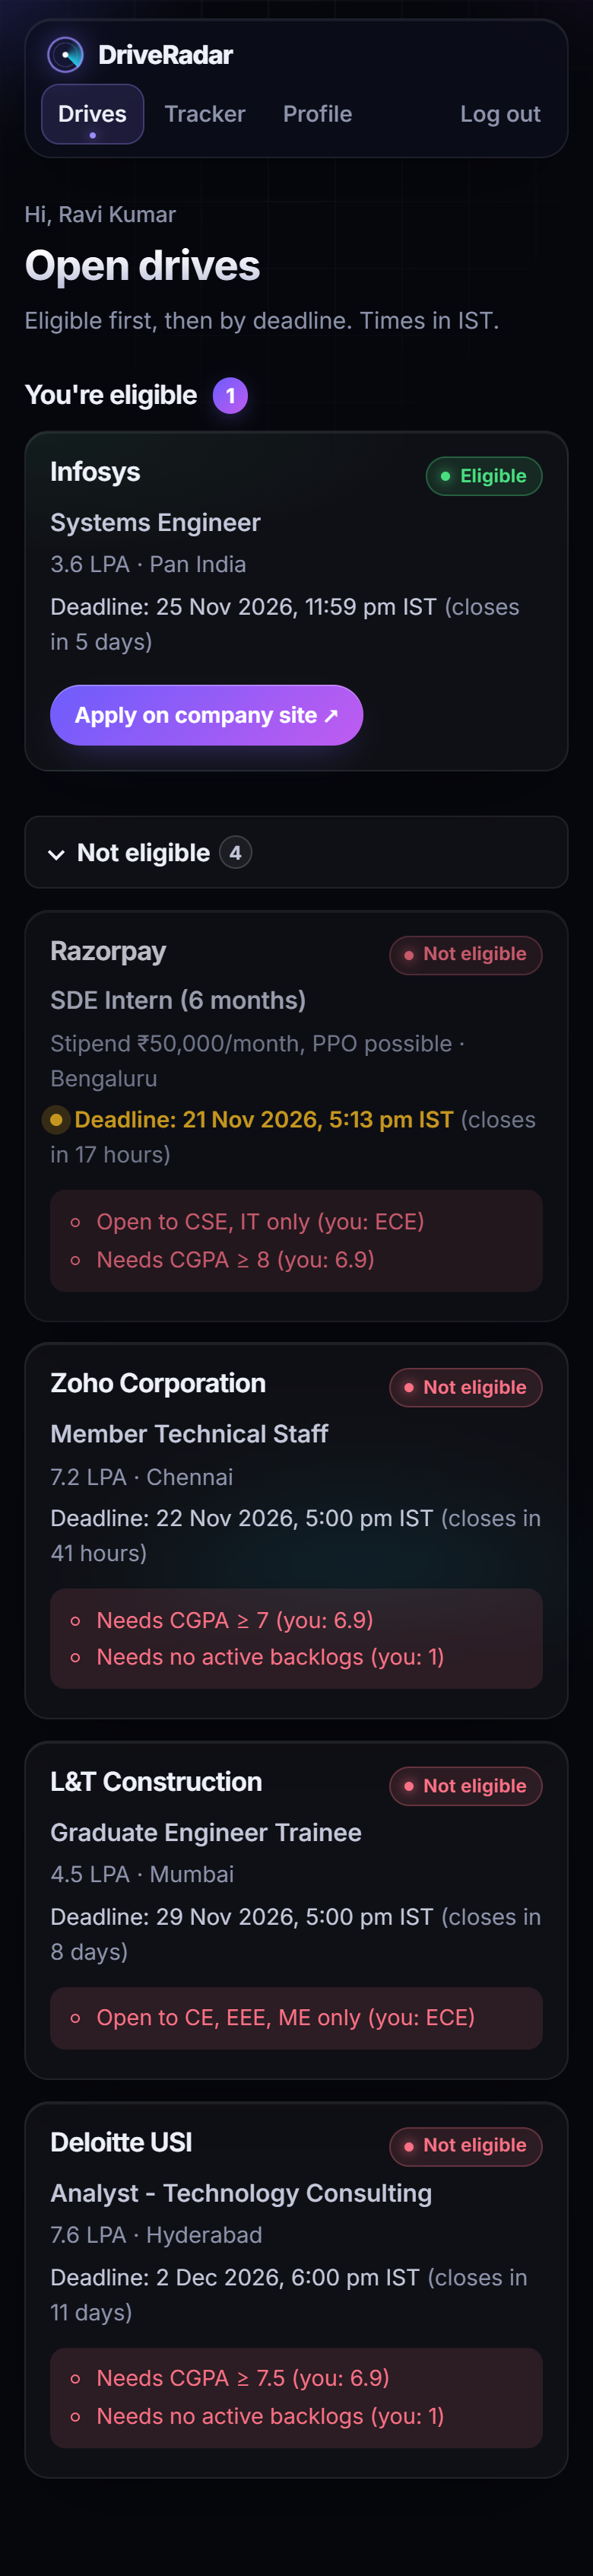 DriveRadar
Drives
Tracker
Profile
Log out
Hi, Ravi Kumar
Open drives
Eligible first, then by deadline. Times in IST.
You're eligible 1
Infosys
Eligible
Systems Engineer
3.6 LPA · Pan India
Deadline: 25 Nov 2026, 11:59 pm IST (closes
in 5 days)
Apply on company site ↗
Not eligible 4
Razorpay
Not eligible
SDE Intern (6 months)
Stipend ₹50,000/month, PPO possible ·
Bengaluru
Deadline: 21 Nov 2026, 5:13 pm IST (closes
in 17 hours)
Open to CSE, IT only (you: ECE)
Needs CGPA ≥ 8 (you: 6.9)
Zoho Corporation
Not eligible
Member Technical Staff
7.2 LPA · Chennai
Deadline: 22 Nov 2026, 5:00 pm IST (closes in
41 hours)
Needs CGPA ≥ 7 (you: 6.9)
Needs no active backlogs (you: 1)
L&T Construction
Not eligible
Graduate Engineer Trainee
4.5 LPA · Mumbai
Deadline: 29 Nov 2026, 5:00 pm IST (closes in
8 days)
Open to CE, EEE, ME only (you: ECE)
Deloitte USI
Not eligible
Analyst - Technology Consulting
7.6 LPA · Hyderabad
Deadline: 2 Dec 2026, 6:00 pm IST (closes in
11 days)
Needs CGPA ≥ 7.5 (you: 6.9)
Needs no active backlogs (you: 1)